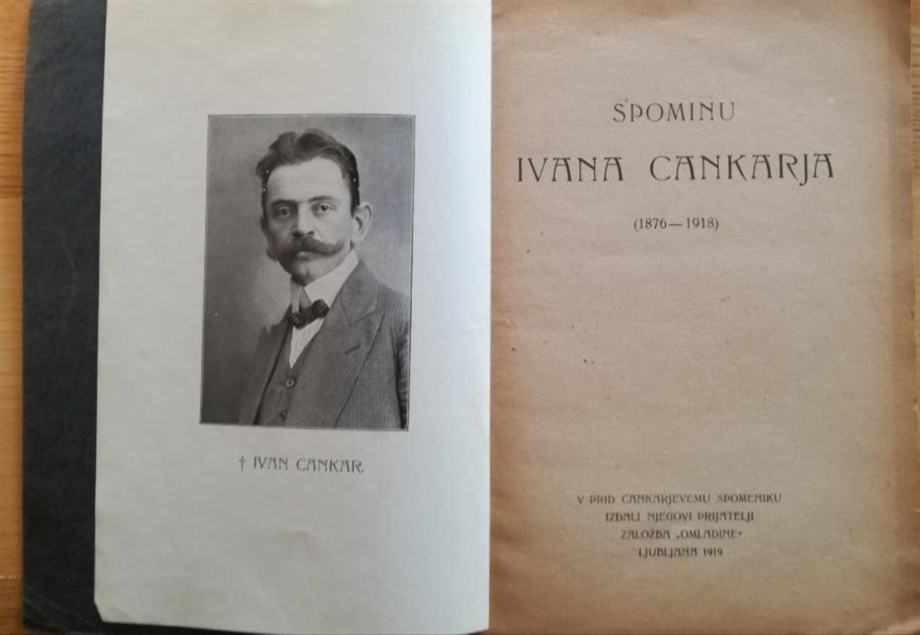 † IVAN CANKAR
SPOMINU
IVANA CANKARJA
(1876—1918)
V PRID CANKARJEVEMU SPOMENIKU
IZDALI NJEGOVI PRIJATELJI
ZALOŽBA „OMLADINE“
LJUBLJANA 1919